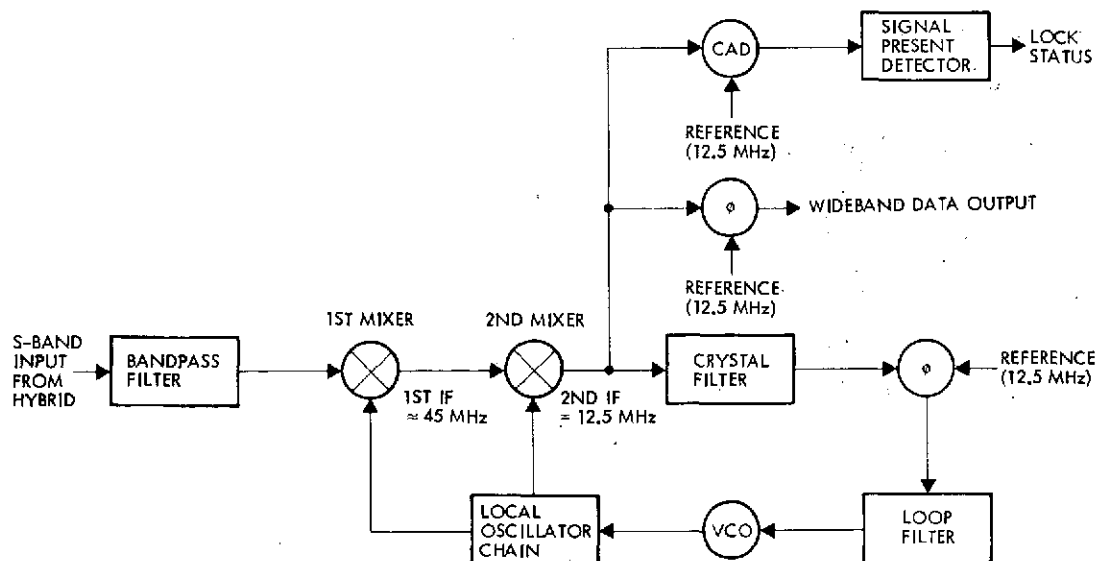 CAD
SIGNAL
PRESENT
DETECTOR
LOCK
STATUS
REFERENCE
(12.5 MHz)
φ
WIDEBAND DATA OUTPUT
REFERENCE
(12.5 MHz)
S-BAND
INPUT
FROM
HYBRID
BANDPASS
FILTER
1ST MIXER
1ST IF
≈ 45 MHz
2ND MIXER
2ND IF
= 12.5 MHz
CRYSTAL
FILTER
φ
REFERENCE
(12.5 MHz)
LOCAL
OSCILLATOR
CHAIN
VCO
LOOP
FILTER